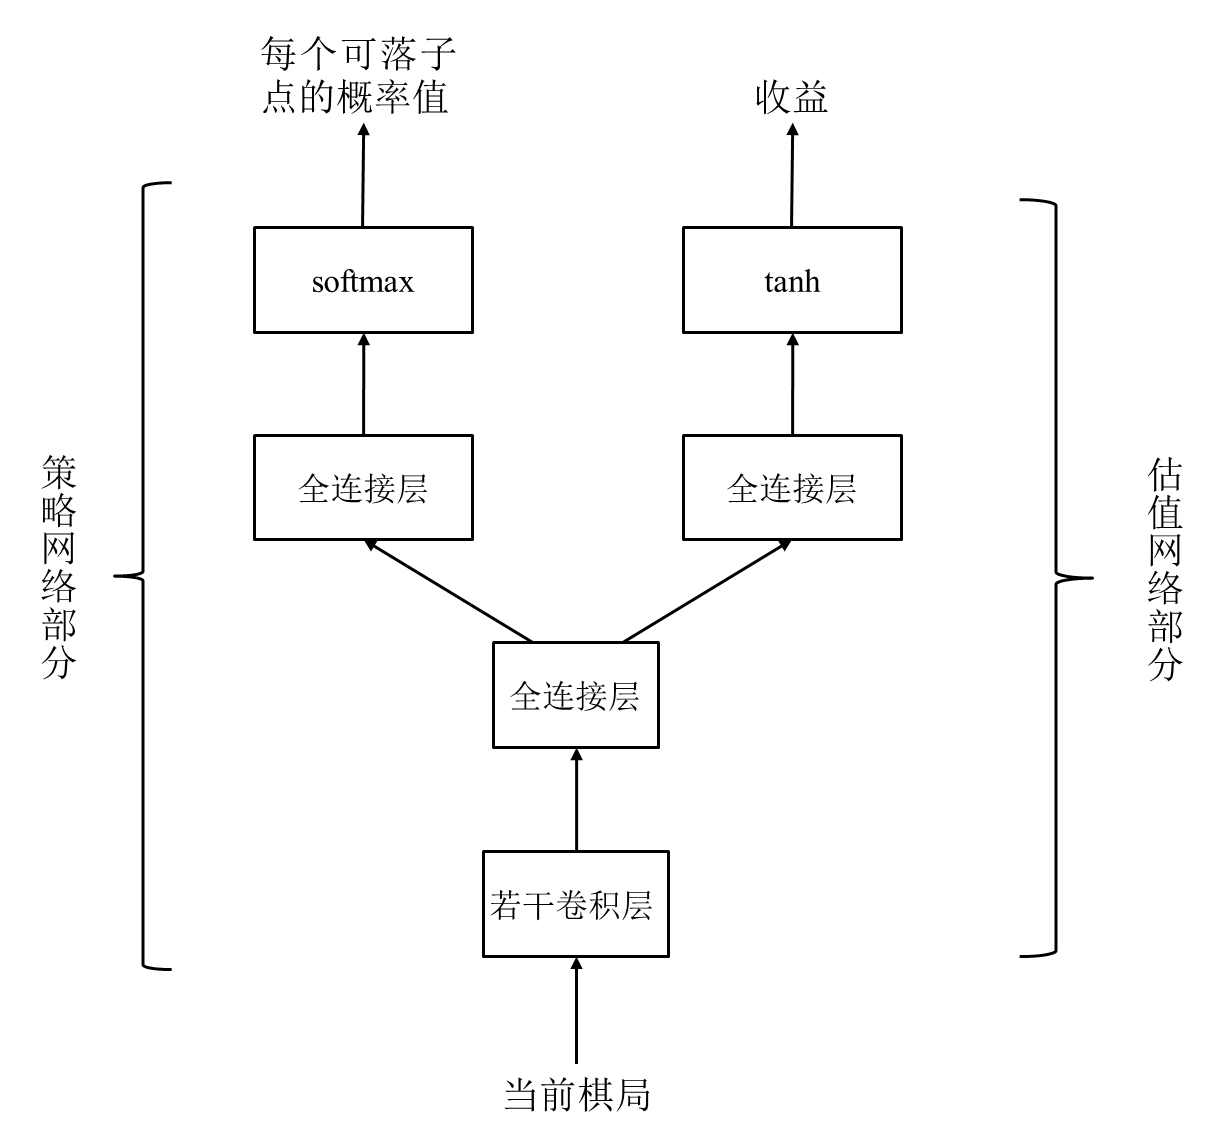 每个可落子
点的概率值
收益
softmax
tanh
全连接层
全连接层
策略网络部分
估值网络部分
全连接层
若干卷积层
当前棋局